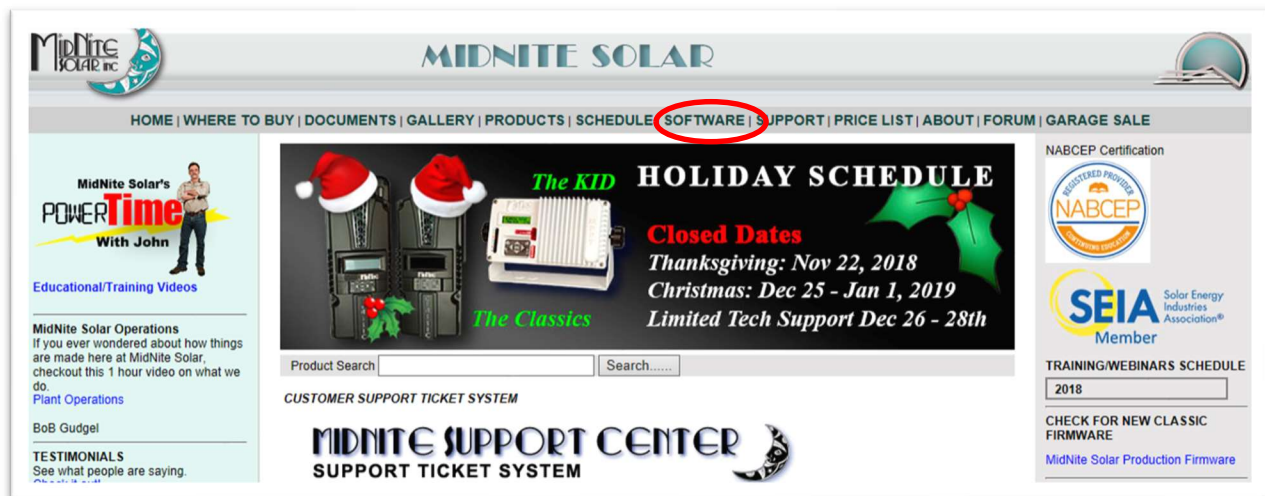 MIDNITE SOLAR INC
MIDNITE SOLAR
HOME | WHERE TO BUY | DOCUMENTS | GALLERY | PRODUCTS | SCHEDULE | SOFTWARE | SUPPORT | PRICE LIST | ABOUT | FORUM | GARAGE SALE
MidNite Solar's
POWERTime
With John
Educational/Training Videos
MidNite Solar Operations
If you ever wondered about how things
are made here at MidNite Solar,
checkout this 1 hour video on what we
do.
Plant Operations
BoB Gudgel
TESTIMONIALS
See what people are saying.
Check it out!
The KID
The Classics
HOLIDAY SCHEDULE
Closed Dates
Thanksgiving: Nov 22, 2018
Christmas: Dec 25 - Jan 1, 2019
Limited Tech Support Dec 26 - 28th
Product Search
Search......
CUSTOMER SUPPORT TICKET SYSTEM
MIDNITE SUPPORT CENTER
SUPPORT TICKET SYSTEM
NABCEP Certification
REGISTERED PROVIDER
NABCEP
CONTINUING EDUCATION
SEIA
Solar Energy
Industries
Association®
Member
TRAINING/WEBINARS SCHEDULE
2018
CHECK FOR NEW CLASSIC
FIRMWARE
MidNite Solar Production Firmware